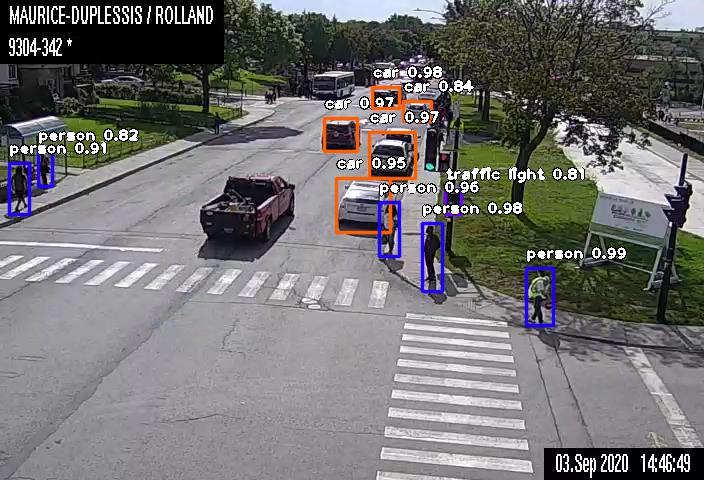 MAURICE-DUPLESSIS / ROLLAND
9304-342 *
car 0.98
car 0.84
car 0.97
car 0.97
person 0.82
person 0.91
car 0.95
traffic light 0.81
person 0.96
person 0.98
person 0.99
03.Sep 2020 14:46:49